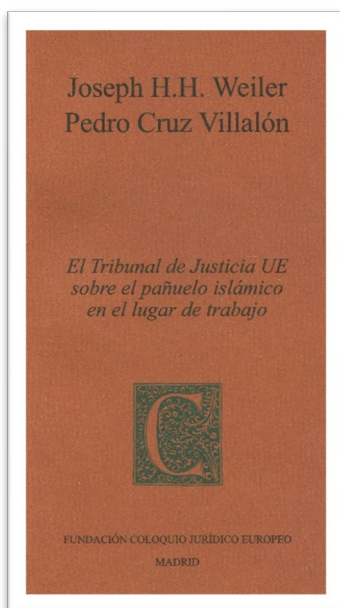 Joseph H.H. Weiler
Pedro Cruz Villalón
El Tribunal de Justicia UE
sobre el pañuelo islámico
en el lugar de trabajo
C
FUNDACIÓN COLOQUIO JURÍDICO EUROPEO
MADRID